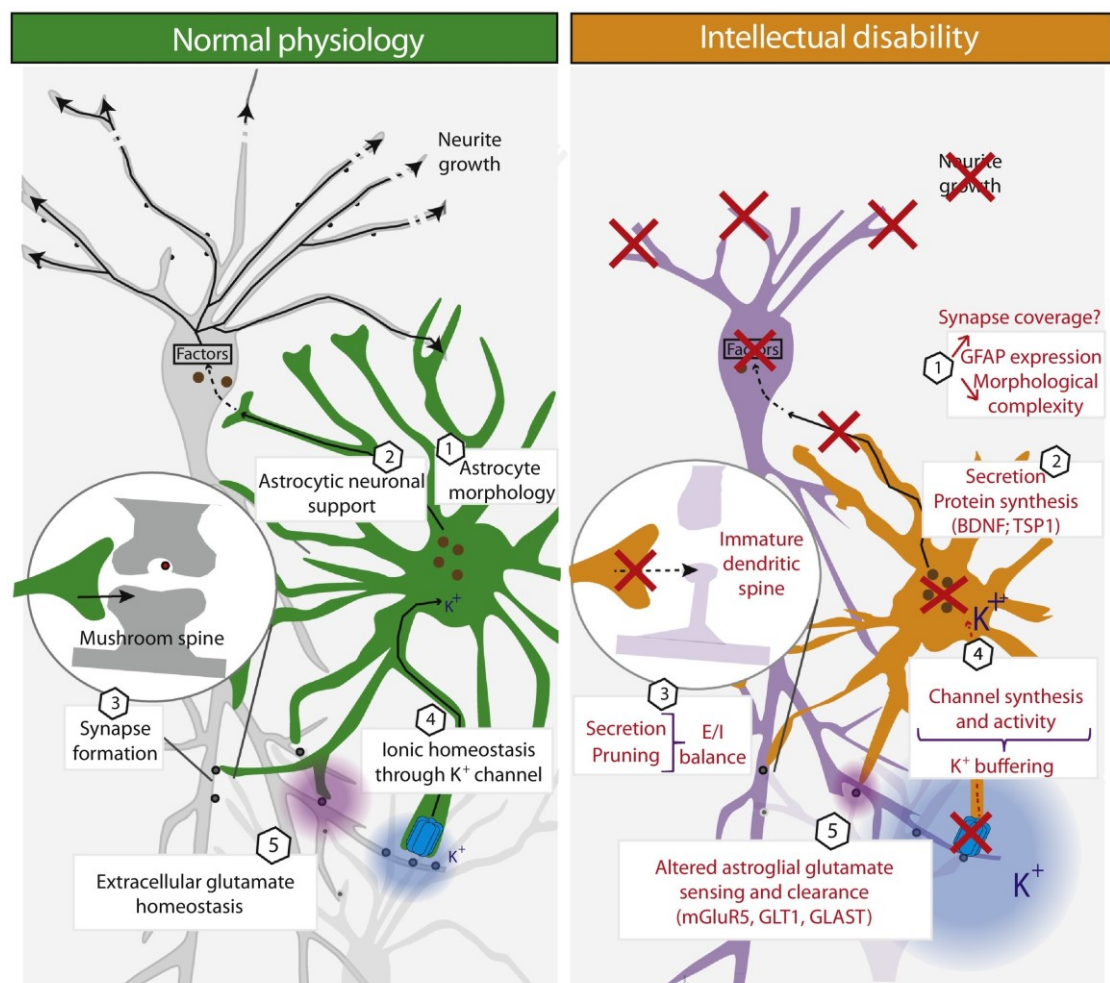 Normal physiology
Neurite
growth
Factors
1
Astrocyte
morphology
2
Astrocytic neuronal
support
K+
Mushroom spine
3
Synapse
formation
4
Ionic homeostasis
through K+ channel
K+
5
Extracellular glutamate
homeostasis
Intellectual disability
Neurite
growth
Factors
Synapse coverage?
1
GFAP expression
Morphological
complexity
2
Secretion
Protein synthesis
(BDNF; TSP1)
Immature
dendritic
spine
K++
4
Channel synthesis
and activity
K+ buffering
3
Secretion
Pruning
E/I
balance
5
Altered astroglial glutamate
sensing and clearance
(mGluR5, GLT1, GLAST)
K+